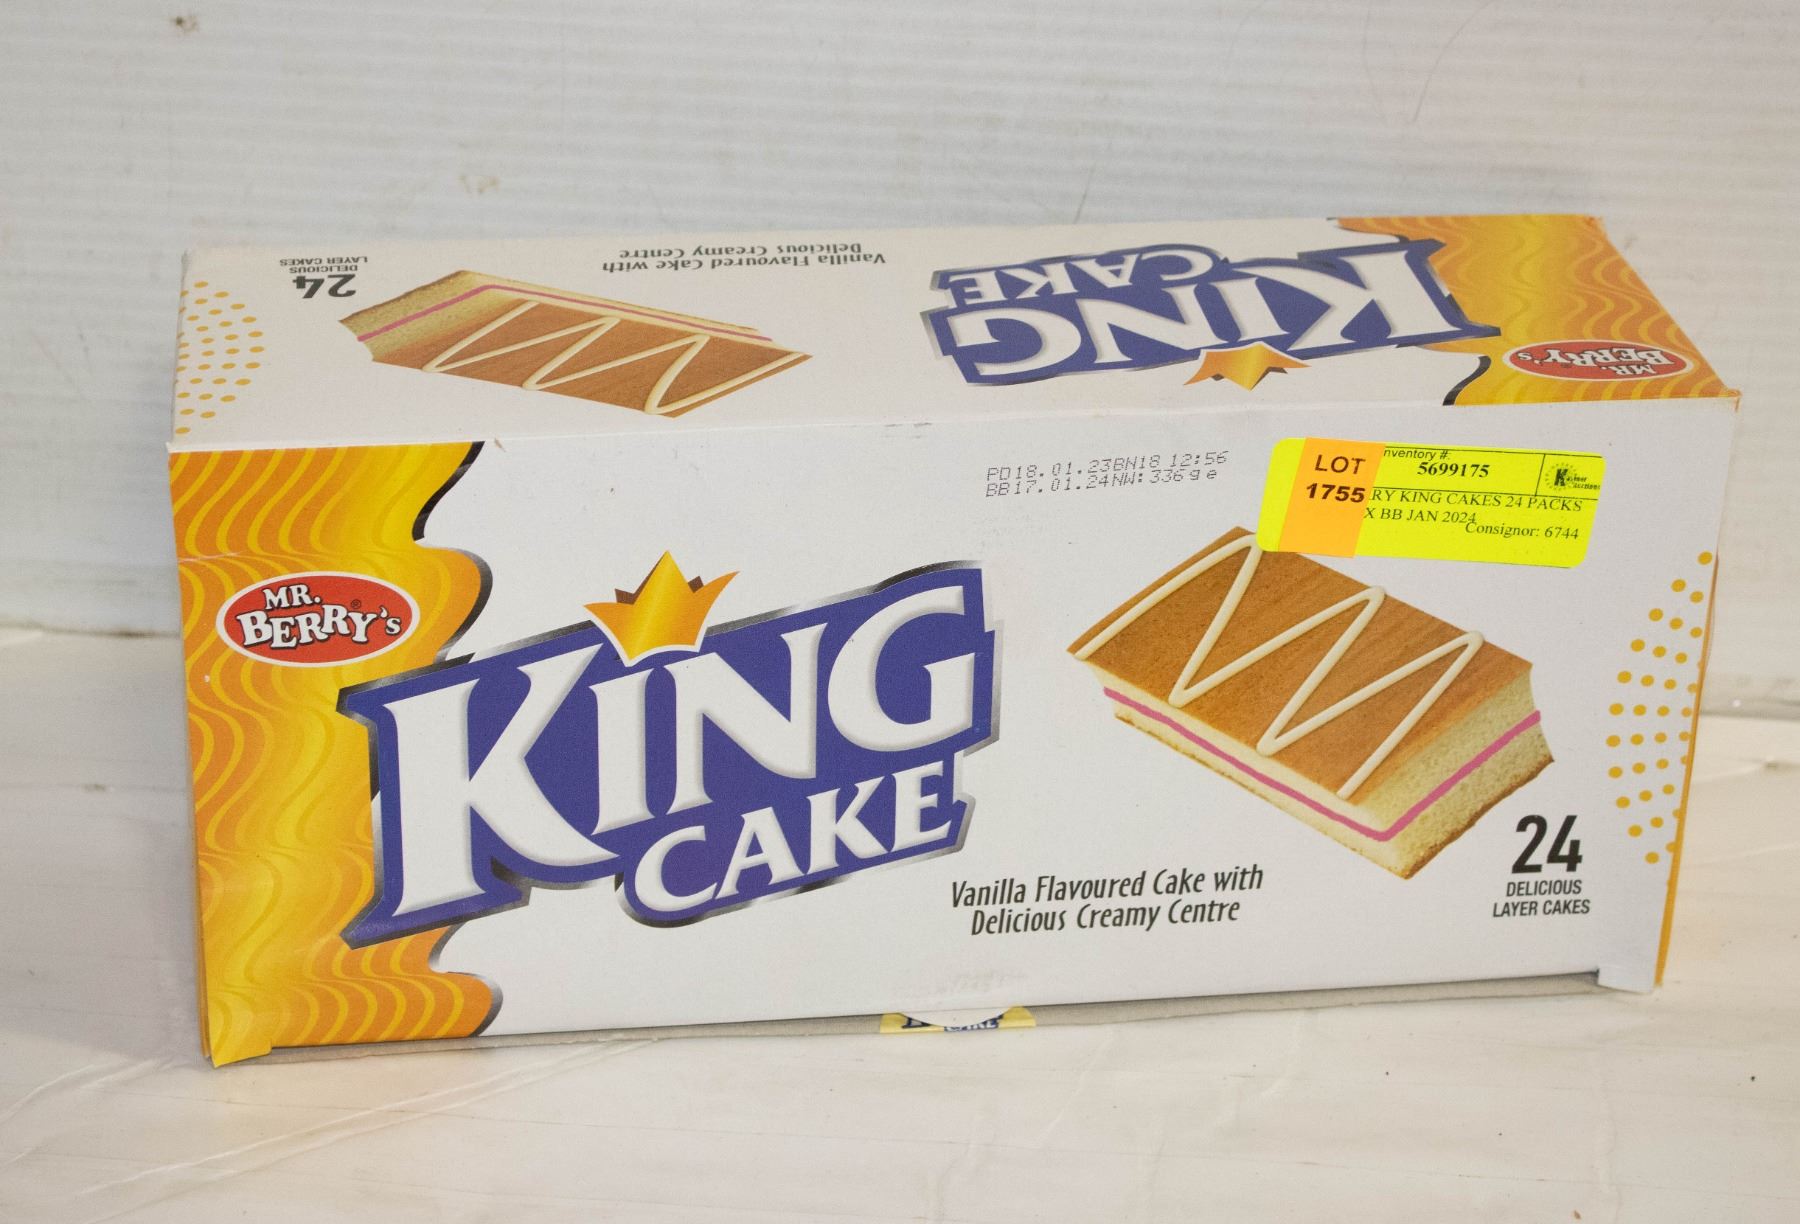 24
DELICIOUS
LAYER CAKES
Vanilla Flavoured Cake with
Delicious Creamy Centre
KING
CAKE
MR.
BERRY's
PD18.01.23BN18 12:56
BB17.01.24NW:336g e
LOT
1755
nventory #:
5699175
RY KING CAKES 24 PACKS
X BB JAN 2024
Consignor: 6744
MR.
BERRY's®
KING
CAKE
Vanilla Flavoured Cake with
Delicious Creamy Centre
24
DELICIOUS
LAYER CAKES